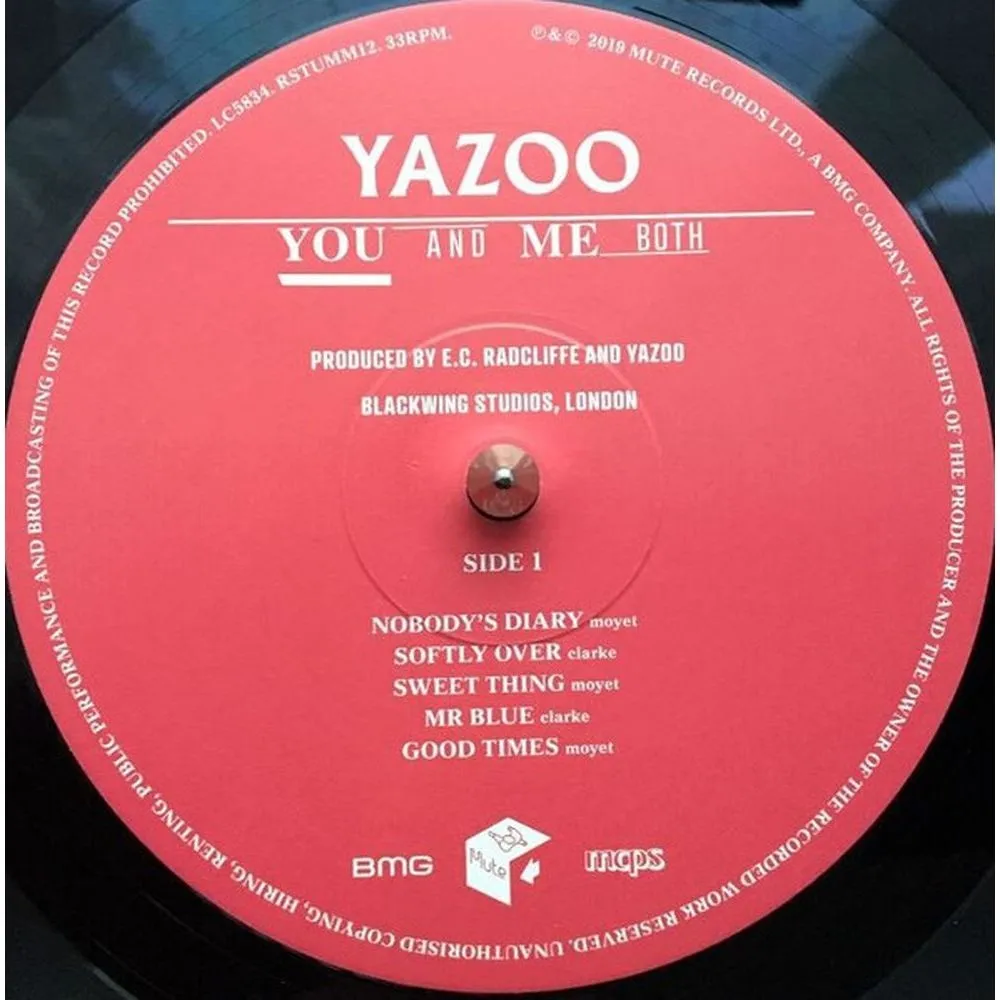 YAZOO
YOU AND ME BOTH
PRODUCED BY E.C. RADCLIFFE AND YAZOO
BLACKWING STUDIOS, LONDON
SIDE 1
NOBODY'S DIARY moyet
SOFTLY OVER clarke
SWEET THING moyet
MR BLUE clarke
GOOD TIMES moyet
BMG
Mute
mcps
℗&© 2019 MUTE RECORDS LTD., A BMG COMPANY. ALL RIGHTS OF THE PRODUCER AND THE OWNER OF THE RECORDED WORK RESERVED. UNAUTHORISED COPYING, HIRING, RENTING, PUBLIC PERFORMANCE AND BROADCASTING OF THIS RECORD PROHIBITED. LC5834. RSTUMM12. 33RPM.